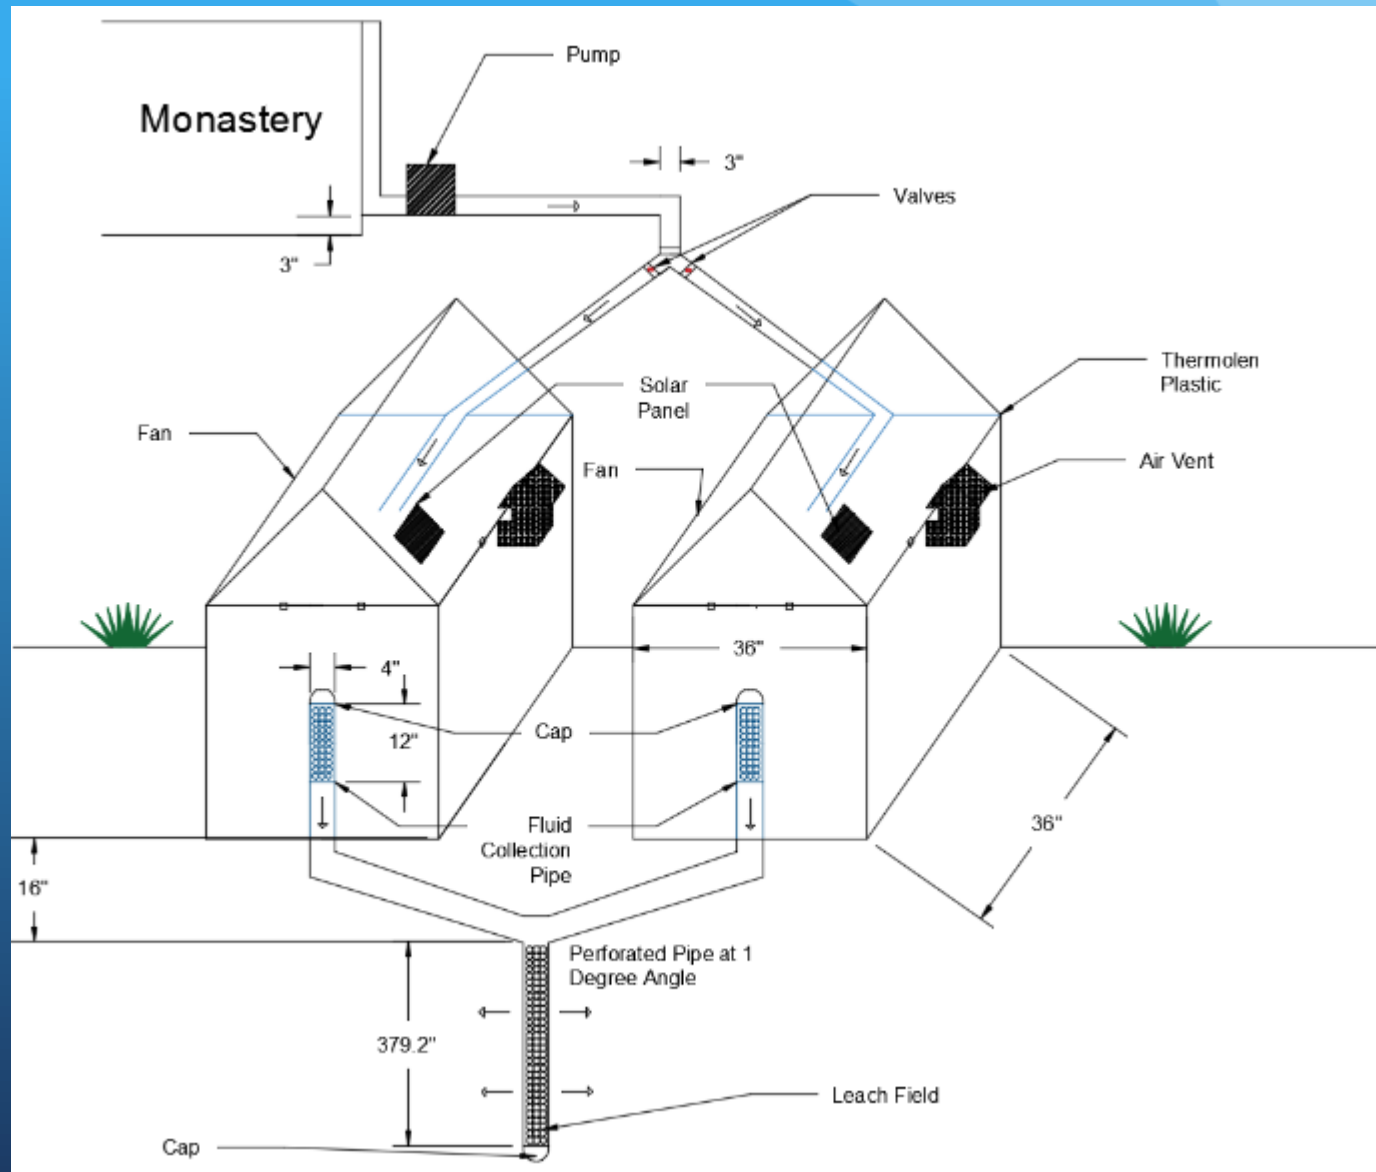 Pump
Monastery
3"
Valves
3"
Thermolen
Plastic
Solar
Panel
Fan
Fan
Air Vent
36"
4"
Cap
12"
Fluid
Collection
Pipe
36"
16"
Perforated Pipe at 1
Degree Angle
379.2"
Leach Field
Cap